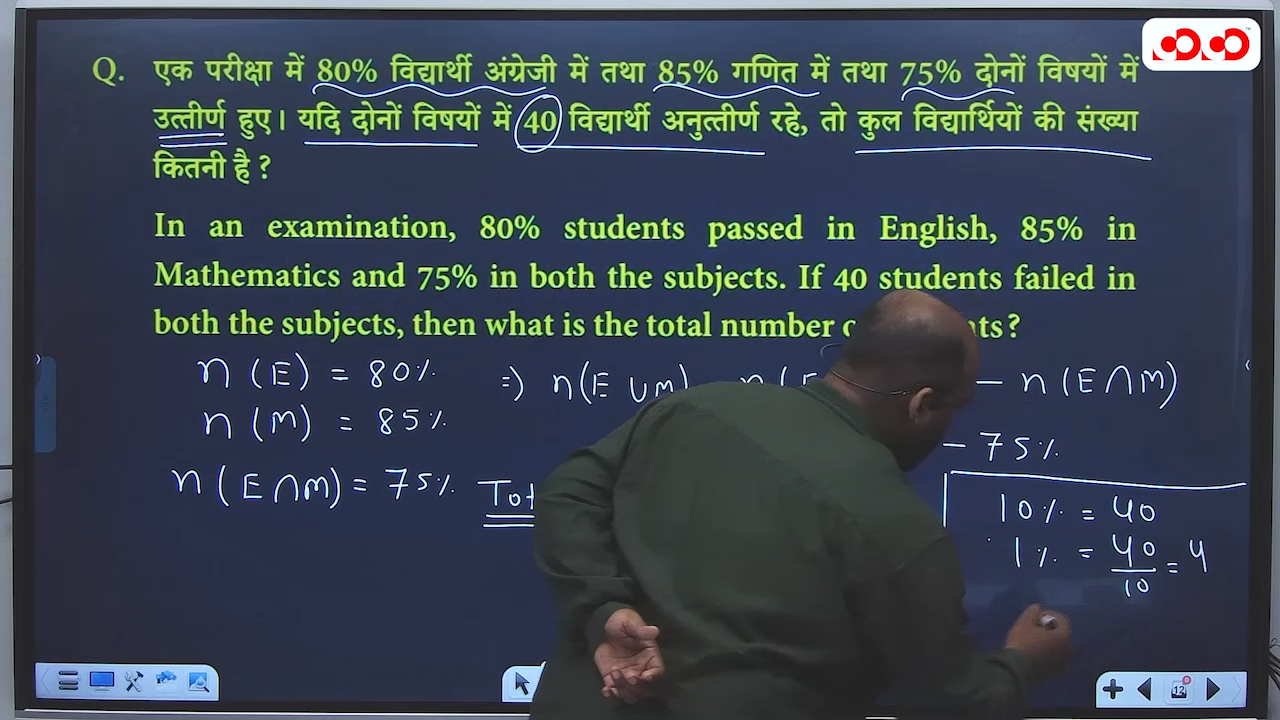 Q. एक परीक्षा में 80% विद्यार्थी अंग्रेजी में तथा 85% गणित में तथा 75% दोनों विषयों में
उत्तीर्ण हुए। यदि दोनों विषयों में 40 विद्यार्थी अनुत्तीर्ण रहे, तो कुल विद्यार्थियों की संख्या
कितनी है?
In an examination, 80% students passed in English, 85% in
Mathematics and 75% in both the subjects. If 40 students failed in
both the subjects, then what is the total number
n (E) = 80% ⇒ n(E ∪ M) - n(E∩M)
n (M) = 85% - 75%
n (E∩M) = 75%
10% = 40
1% = 40/10 = 4